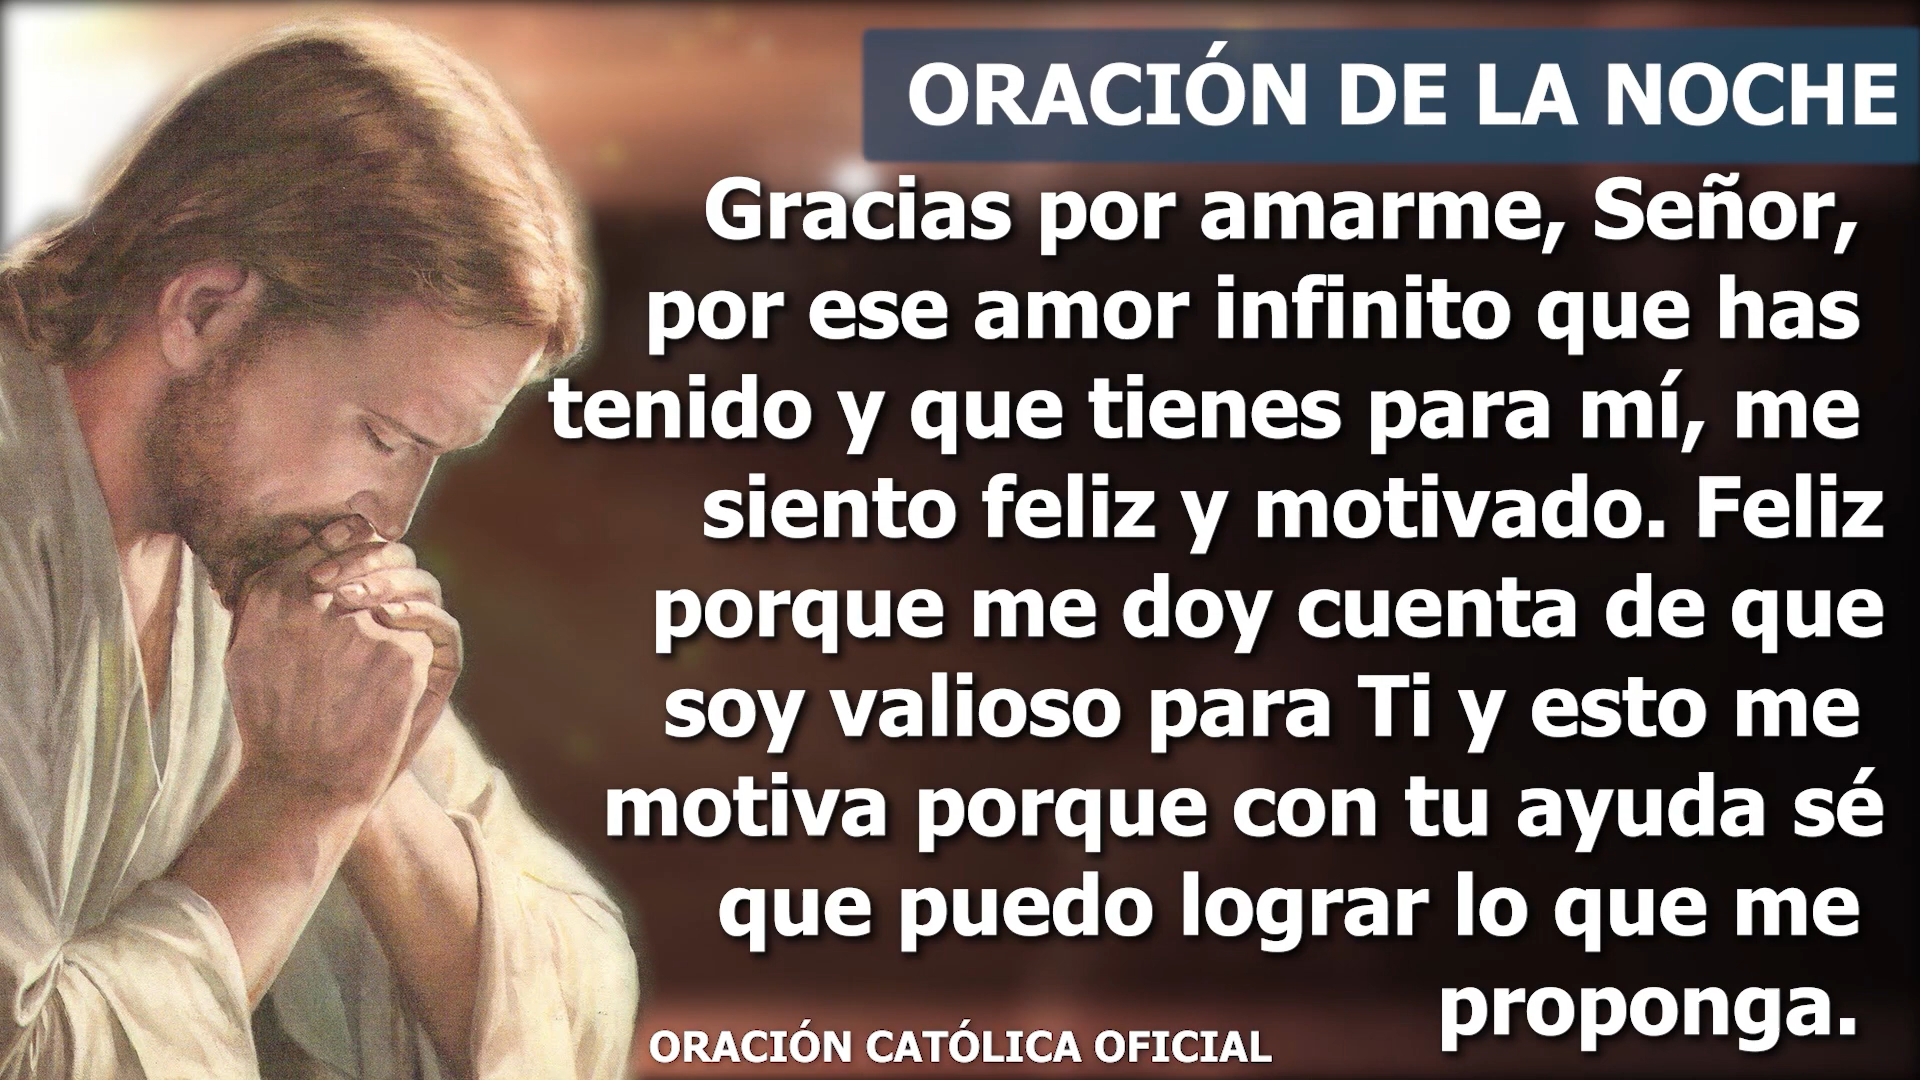 ORACIÓN DE LA NOCHE
Gracias por amarme, Señor,
por ese amor infinito que has
tenido y que tienes para mí, me
siento feliz y motivado. Feliz
porque me doy cuenta de que
soy valioso para Ti y esto me
motiva porque con tu ayuda sé
que puedo lograr lo que me
proponga.
ORACIÓN CATÓLICA OFICIAL